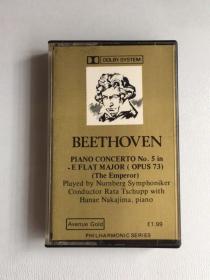 DOLBY SYSTEM
BEETHOVEN
PIANO CONCERTO No. 5 in
- E FLAT MAJOR ( OPUS 73)
(The Emperor)
Played by Nurnberg Symphoniker
Conductor Rata Tschupp with
Hanae Nakajima, piano
Avenue Gold £1.99
PHILHARMONIC SERIES